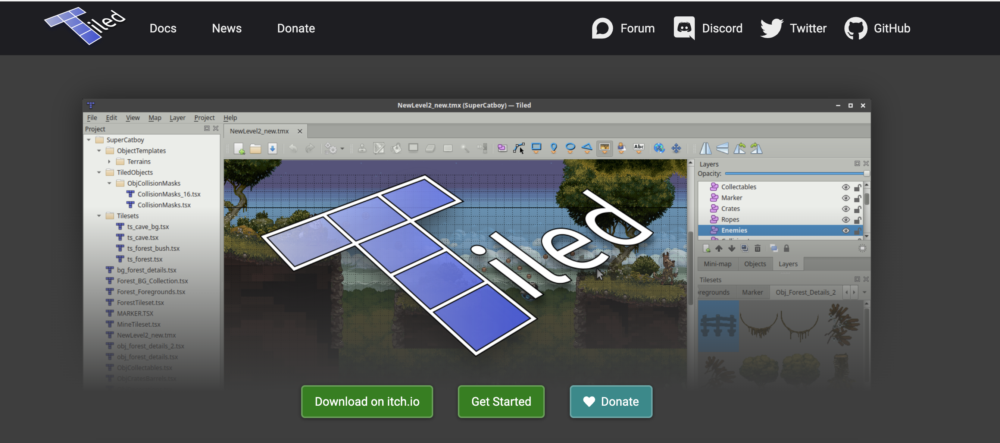 Tiled
Docs
News
Donate
Forum
Discord
Twitter
GitHub
NewLevel2_new.tmx (SuperCatboy) — Tiled
File Edit View Map Layer Project Help
Project
SuperCatboy
ObjectTemplates
Terrains
TiledObjects
ObjCollisionMasks
CollisionMasks_16.tsx
CollisionMasks.tsx
Tilesets
ts_cave_bg.tsx
ts_cave.tsx
ts_forest_bush.tsx
ts_forest.tsx
bg_forest_details.tsx
Forest_BG_Collection.tsx
Forest_Foregrounds.tsx
ForestTileset.tsx
MARKER.TSX
MineTileset.tsx
NewLevel2_new.tmx
obj_forest_details_2.tsx
obj_forest_details.tsx
ObjCollectables.tsx
ObjCratesBarrels.tsx
NewLevel2_new.tmx
Abc
Tiled
Layers
Opacity:
Collectables
Marker
Crates
Ropes
Enemies
Mini-map
Objects
Layers
Tilesets
regrounds
Marker
Obj_Forest_Details_2
Download on itch.io
Get Started
Donate